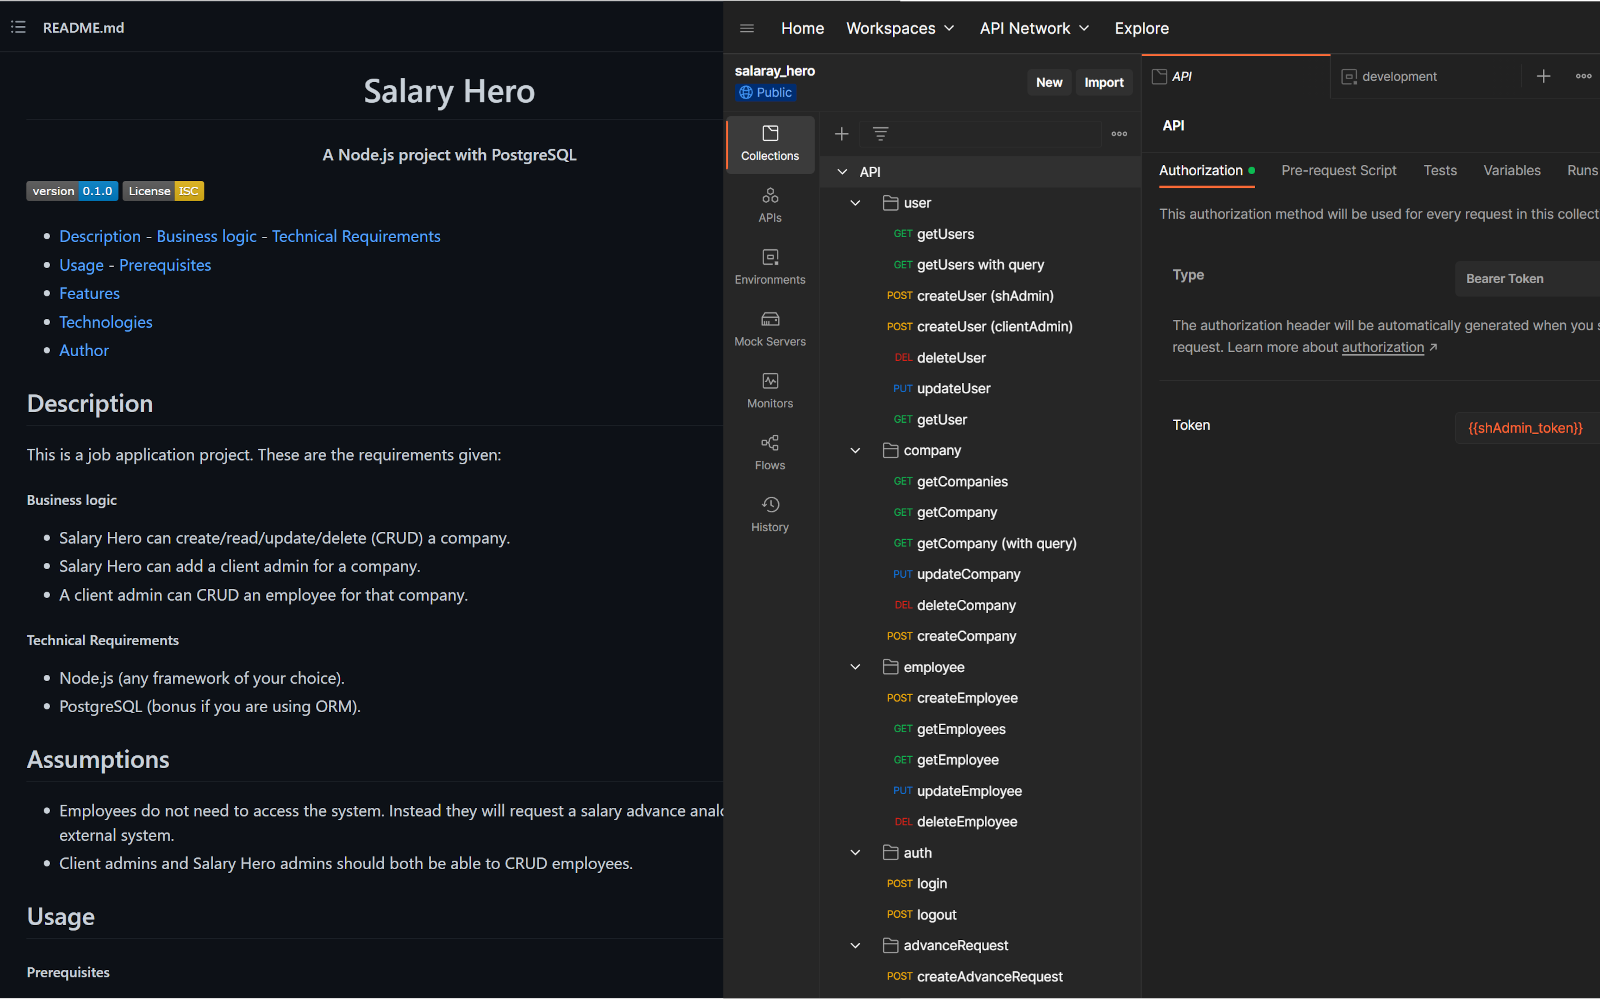 README.md
Salary Hero
A Node.js project with PostgreSQL
version 0.1.0 License ISC
Description - Business logic - Technical Requirements
Usage - Prerequisites
Features
Technologies
Author
Description
This is a job application project. These are the requirements given:
Business logic
Salary Hero can create/read/update/delete (CRUD) a company.
Salary Hero can add a client admin for a company.
A client admin can CRUD an employee for that company.
Technical Requirements
Node.js (any framework of your choice).
PostgreSQL (bonus if you are using ORM).
Assumptions
Employees do not need to access the system. Instead they will request a salary advance
external system.
Client admins and Salary Hero admins should both be able to CRUD employees.
Usage
Prerequisites
Home Workspaces API Network Explore
salaray_hero
Public
New Import
Collections
APIs
Environments
Mock Servers
Monitors
Flows
History
API
user
GET getUsers
GET getUsers with query
POST createUser (shAdmin)
POST createUser (clientAdmin)
DEL deleteUser
PUT updateUser
GET getUser
company
GET getCompanies
GET getCompany
GET getCompany (with query)
PUT updateCompany
DEL deleteCompany
POST createCompany
employee
POST createEmployee
GET getEmployees
GET getEmployee
PUT updateEmployee
DEL deleteEmployee
auth
POST login
POST logout
advanceRequest
POST createAdvanceRequest
API development
API
Authorization Pre-request Script Tests Variables Runs
This authorization method will be used for every request in this collect
Type Bearer Token
The authorization header will be automatically generated when you
request. Learn more about authorization
Token {{shAdmin_token}}